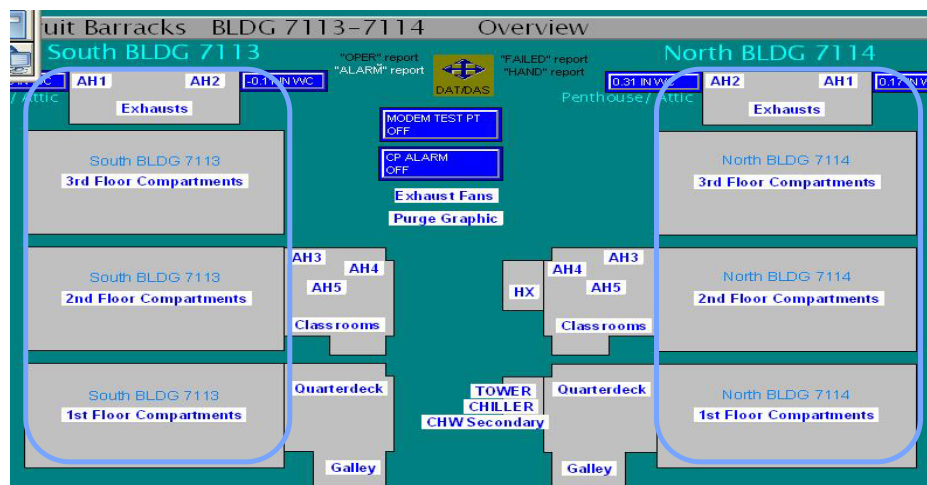 uit Barracks BLDG 7113-7114 Overview
South BLDG 7113
"OPER" report
"ALARM" report
DAT/DAS
"FAILED" report
"HAND" report
North BLDG 7114
AH1
AH2
-0.11 IN WC
Exhausts
/ Attic
0.31 IN WC
Penthouse/ Attic
AH2
AH1
Exhausts
MODEM TEST PT
OFF
CP ALARM
OFF
Exhaust Fans
Purge Graphic
South BLDG 7113
3rd Floor Compartments
North BLDG 7114
3rd Floor Compartments
South BLDG 7113
2nd Floor Compartments
AH3
AH4
AH5
Classrooms
HX
AH3
AH4
AH5
Classrooms
North BLDG 7114
2nd Floor Compartments
South BLDG 7113
1st Floor Compartments
Quarterdeck
Galley
TOWER
CHILLER
CHW Secondary
Quarterdeck
Galley
North BLDG 7114
1st Floor Compartments